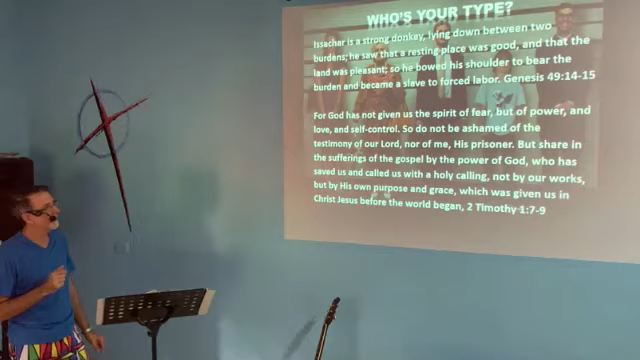 WHO'S YOUR TYPE?
Issachar is a strong donkey, lying down between two
burdens; he saw that a resting place was good, and that the
land was pleasant; so he bowed his shoulder to bear the
burden and became a slave to forced labor. Genesis 49:14-15
For God has not given us the spirit of fear, but of power, and
love, and self-control. So do not be ashamed of the
testimony of our Lord, nor of me, His prisoner. But share in
the sufferings of the gospel by the power of God, who has
saved us and called us with a holy calling, not by our works,
but by His own purpose and grace, which was given us in
Christ Jesus before the world began, 2 Timothy 1:7-9